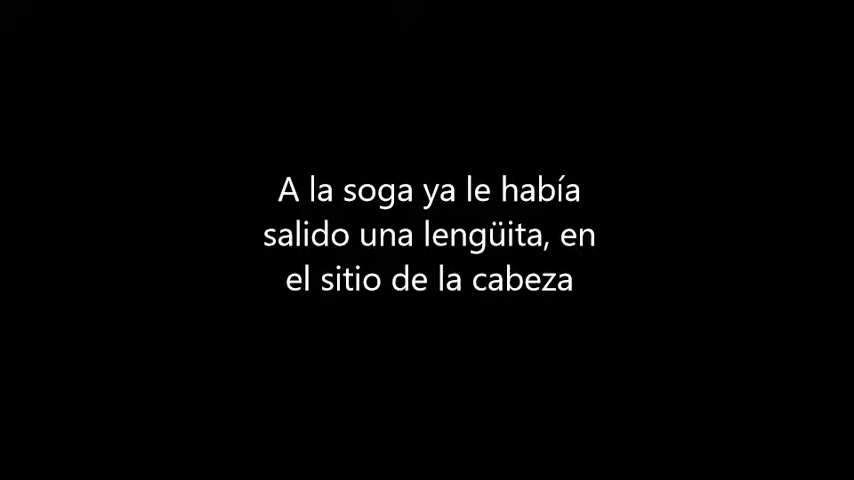 A la soga ya le había
salido una lengüita, en
el sitio de la cabeza